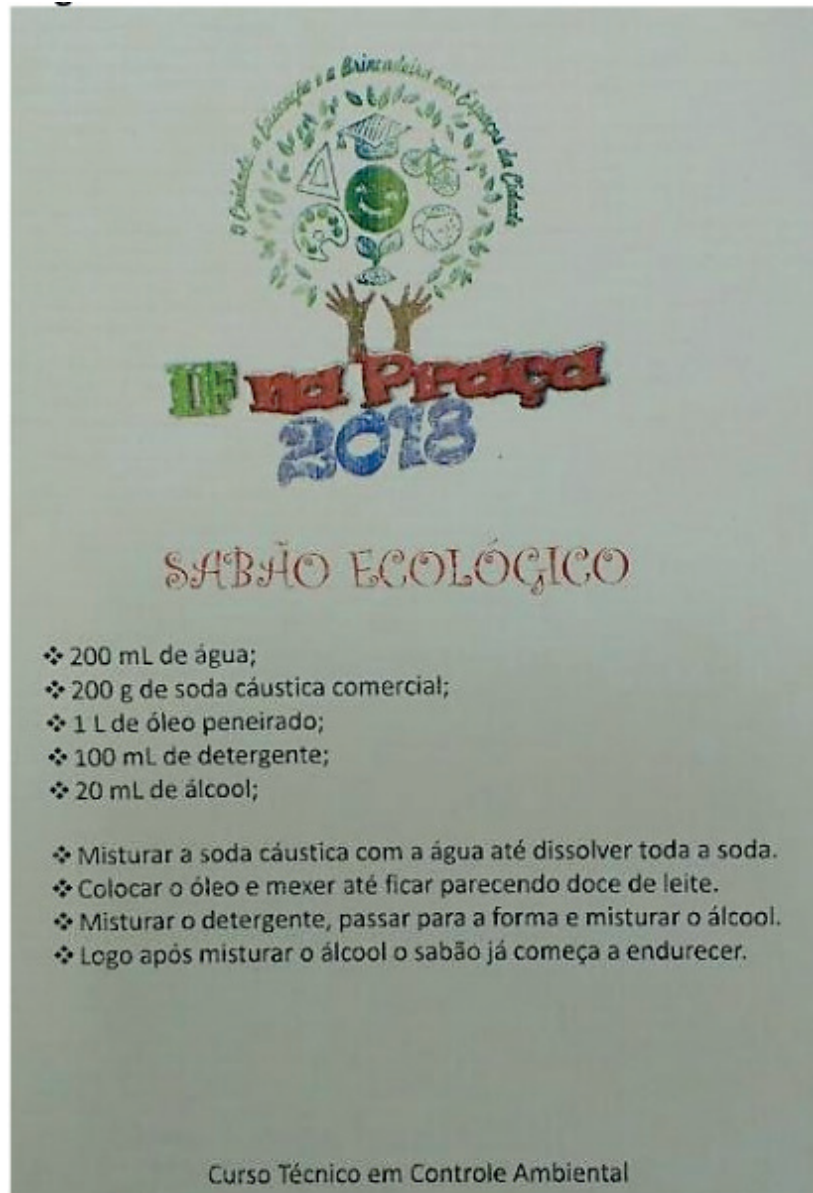 O Cuidado, a Educação e a Brincadeira nos Espaços da Cidade
IF na Praça
2018
SABÃO ECOLÓGICO
❖ 200 mL de água;
❖ 200 g de soda cáustica comercial;
❖ 1 L de óleo peneirado;
❖ 100 mL de detergente;
❖ 20 mL de álcool;
❖ Misturar a soda cáustica com a água até dissolver toda a soda.
❖ Colocar o óleo e mexer até ficar parecendo doce de leite.
❖ Misturar o detergente, passar para a forma e misturar o álcool.
❖ Logo após misturar o álcool o sabão já começa a endurecer.
Curso Técnico em Controle Ambiental